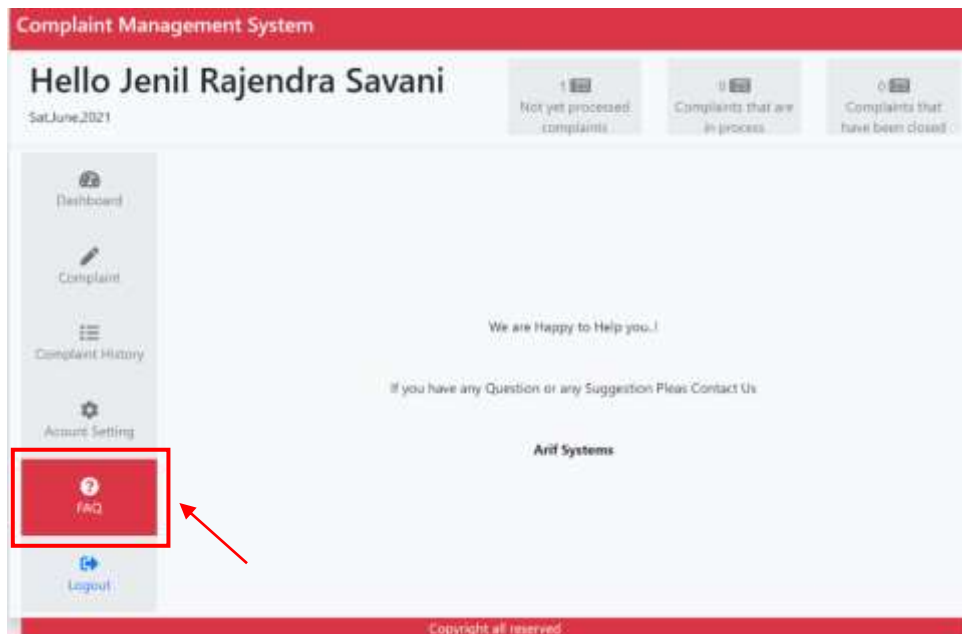 Complaint Management System
Hello Jenil Rajendra Savani
Sat,June,2021
1
Not yet processed
complaints
0
Complaints that are
in process
0
Complaints that
have been closed
Dashboard
Complaint
Complaint History
Acount Setting
FAQ
Logout
We are Happy to Help you..!
If you have any Question or any Suggestion Pleas Contact Us
Arif Systems
Copyright all reserved